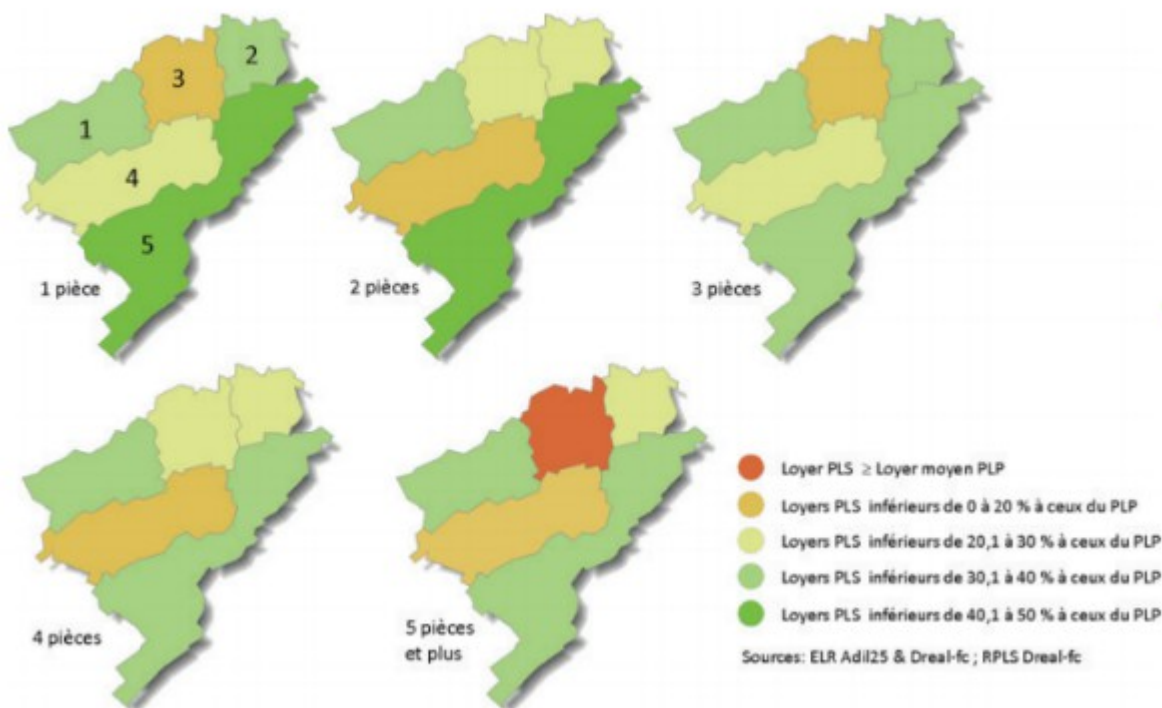 1
2
3
4
5
1 pièce
2 pièces
3 pièces
4 pièces
5 pièces
et plus
Loyer PLS ≥ Loyer moyen PLP
Loyers PLS inférieurs de 0 à 20 % à ceux du PLP
Loyers PLS inférieurs de 20,1 à 30 % à ceux du PLP
Loyers PLS inférieurs de 30,1 à 40 % à ceux du PLP
Loyers PLS inférieurs de 40,1 à 50 % à ceux du PLP
Sources: ELR Adil25 & Dreal-fc ; RPLS Dreal-fc